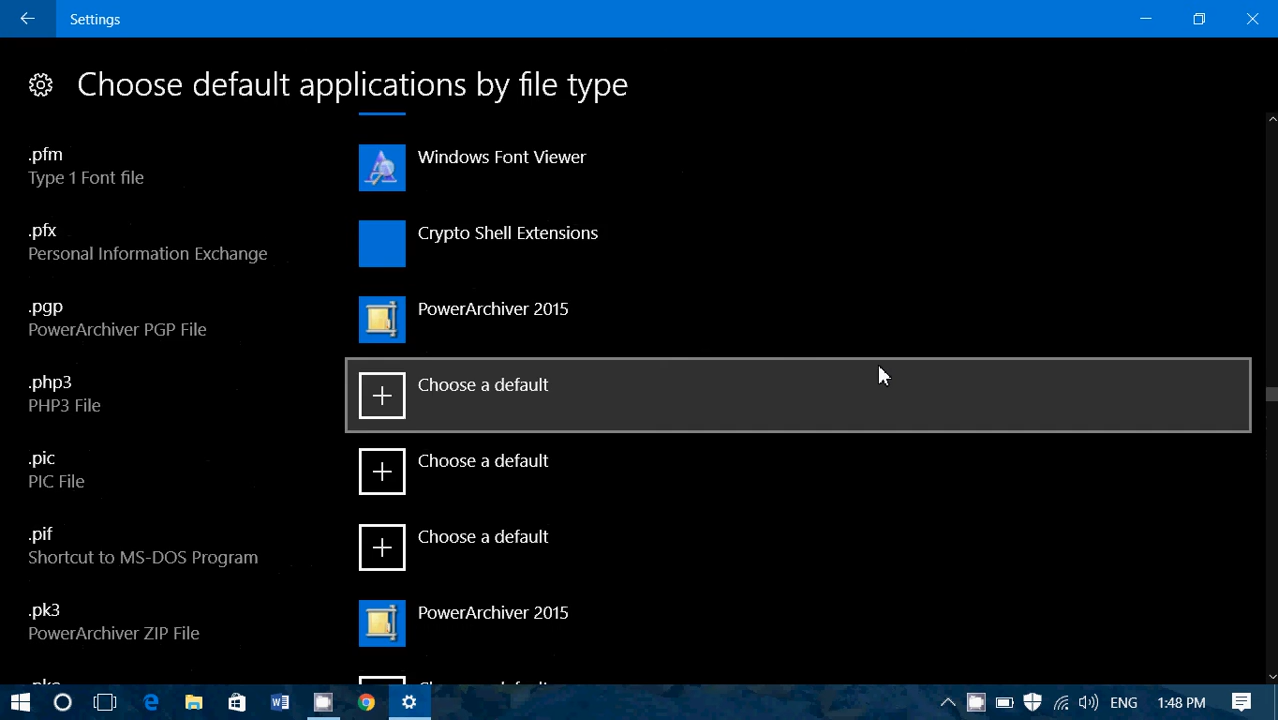 Settings
Choose default applications by file type
.pfm
Type 1 Font file
Windows Font Viewer
.pfx
Personal Information Exchange
Crypto Shell Extensions
.pgp
PowerArchiver PGP File
PowerArchiver 2015
.php3
PHP3 File
Choose a default
.pic
PIC File
Choose a default
.pif
Shortcut to MS-DOS Program
Choose a default
.pk3
PowerArchiver ZIP File
PowerArchiver 2015
ENG
1:48 PM